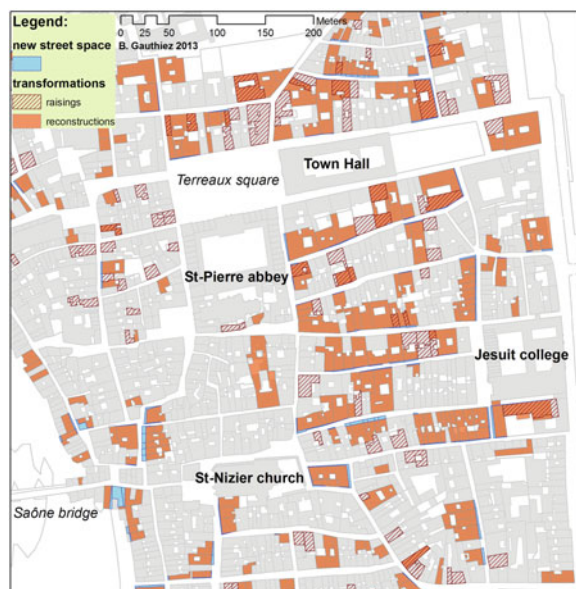 Legend:
new street space
transformations
raisings
reconstructions
Meters
0 25 50 100 150 200
B. Gauthiez 2013
Town Hall
Terreaux square
St-Pierre abbey
Jesuit college
St-Nizier church
Saône bridge